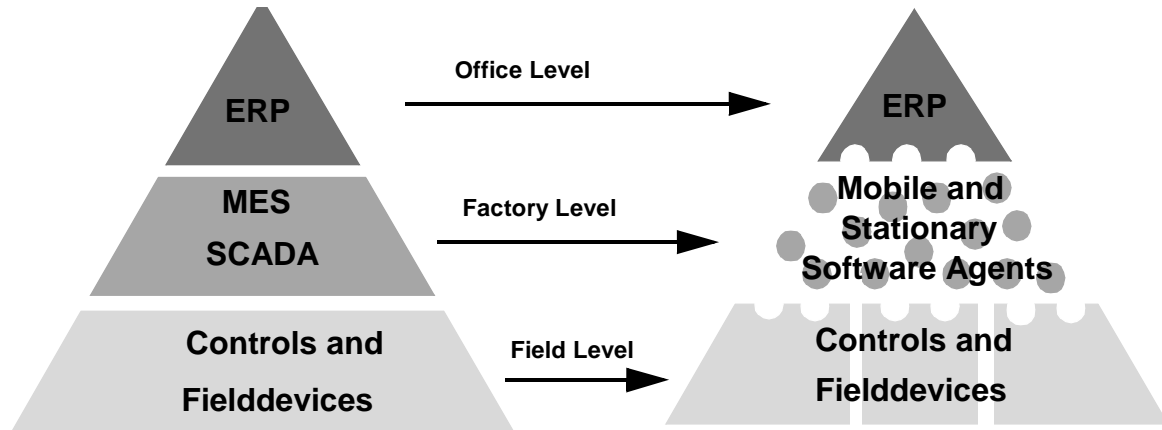 ERP
MES
SCADA
Controls and
Fielddevices
Office Level
Factory Level
Field Level
ERP
Mobile and
Stationary
Software Agents
Controls and
Fielddevices